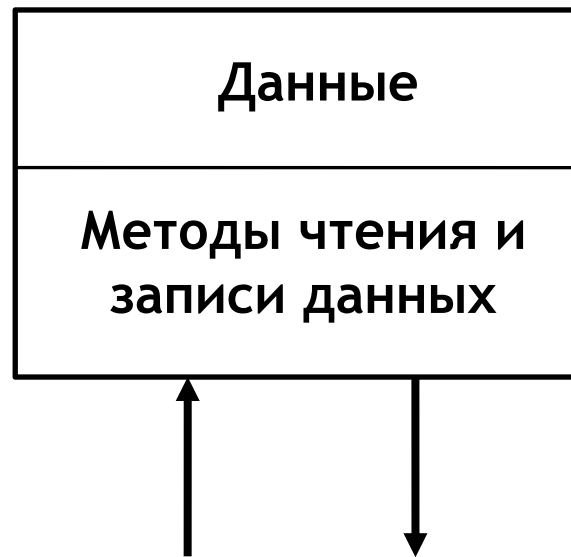 Данные
Методы чтения и
записи данных